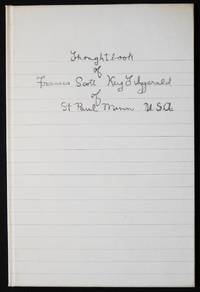 Thoughtbook
of
Francis Scott Key Fitzgerald
of
St Paul Minn U.S.A